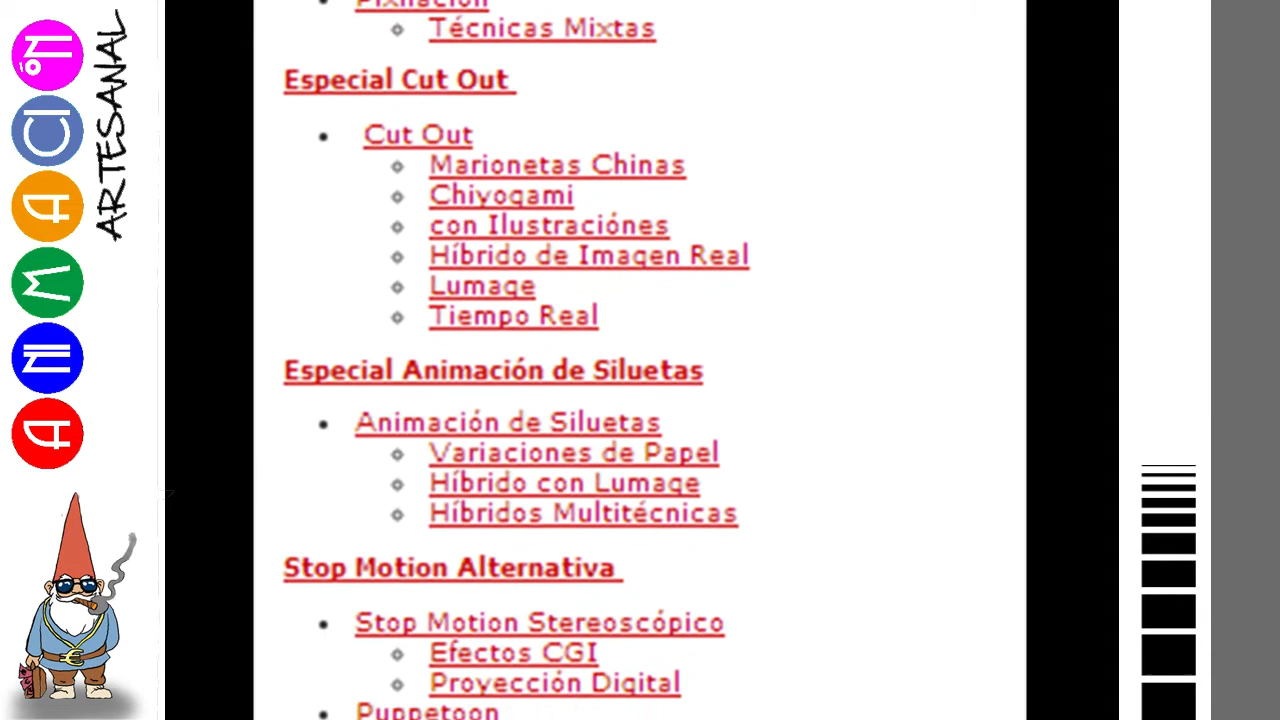 ANIMACIÓN
ARTESANAL
Pixilación
Técnicas Mixtas
Especial Cut Out
Cut Out
Marionetas Chinas
Chiyogami
con Ilustraciónes
Híbrido de Imagen Real
Lumage
Tiempo Real
Especial Animación de Siluetas
Animación de Siluetas
Variaciones de Papel
Híbrido con Lumage
Híbridos Multitécnicas
Stop Motion Alternativa
Stop Motion Stereoscópico
Efectos CGI
Proyección Digital
Puppetoon